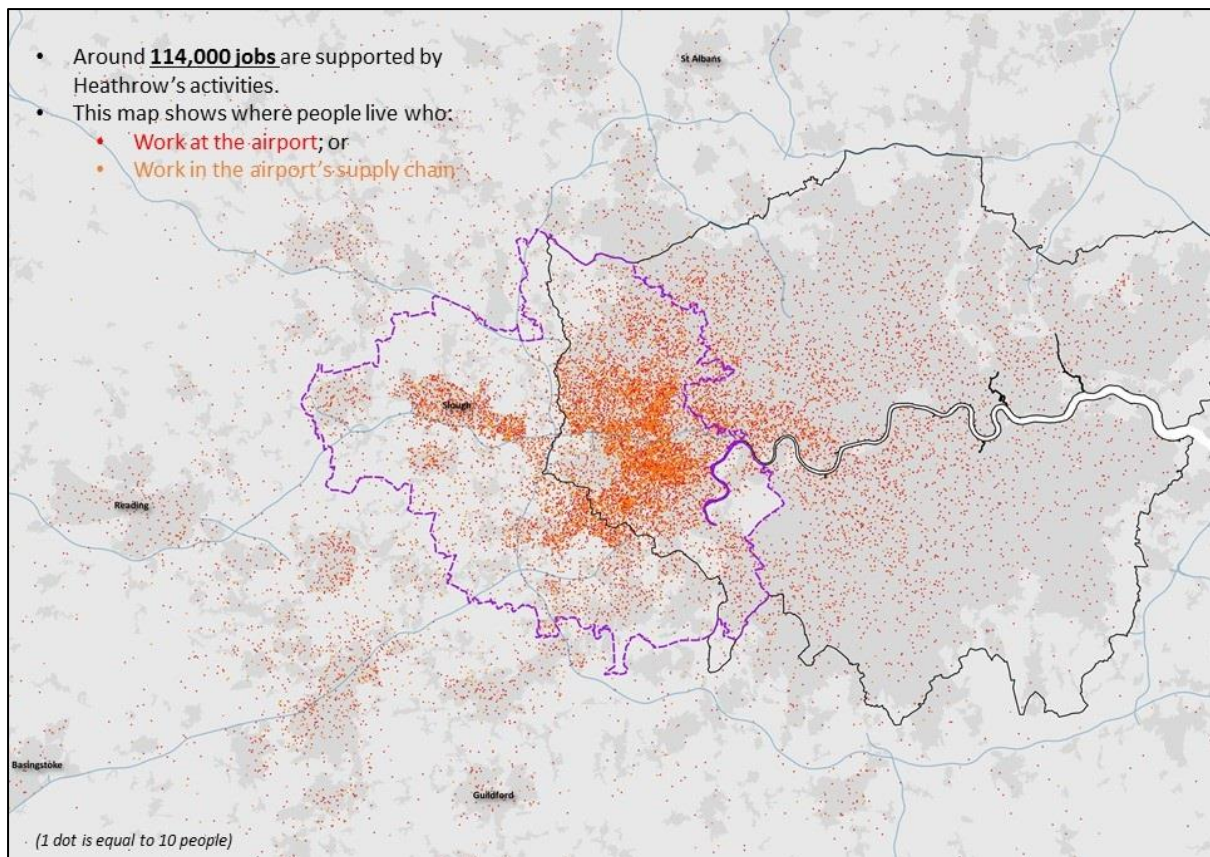 • Around 114,000 jobs are supported by
Heathrow's activities.
• This map shows where people live who:
• Work at the airport; or
• Work in the airport's supply chain
St Albans
Slough
Reading
Basingstoke
Guildford
(1 dot is equal to 10 people)